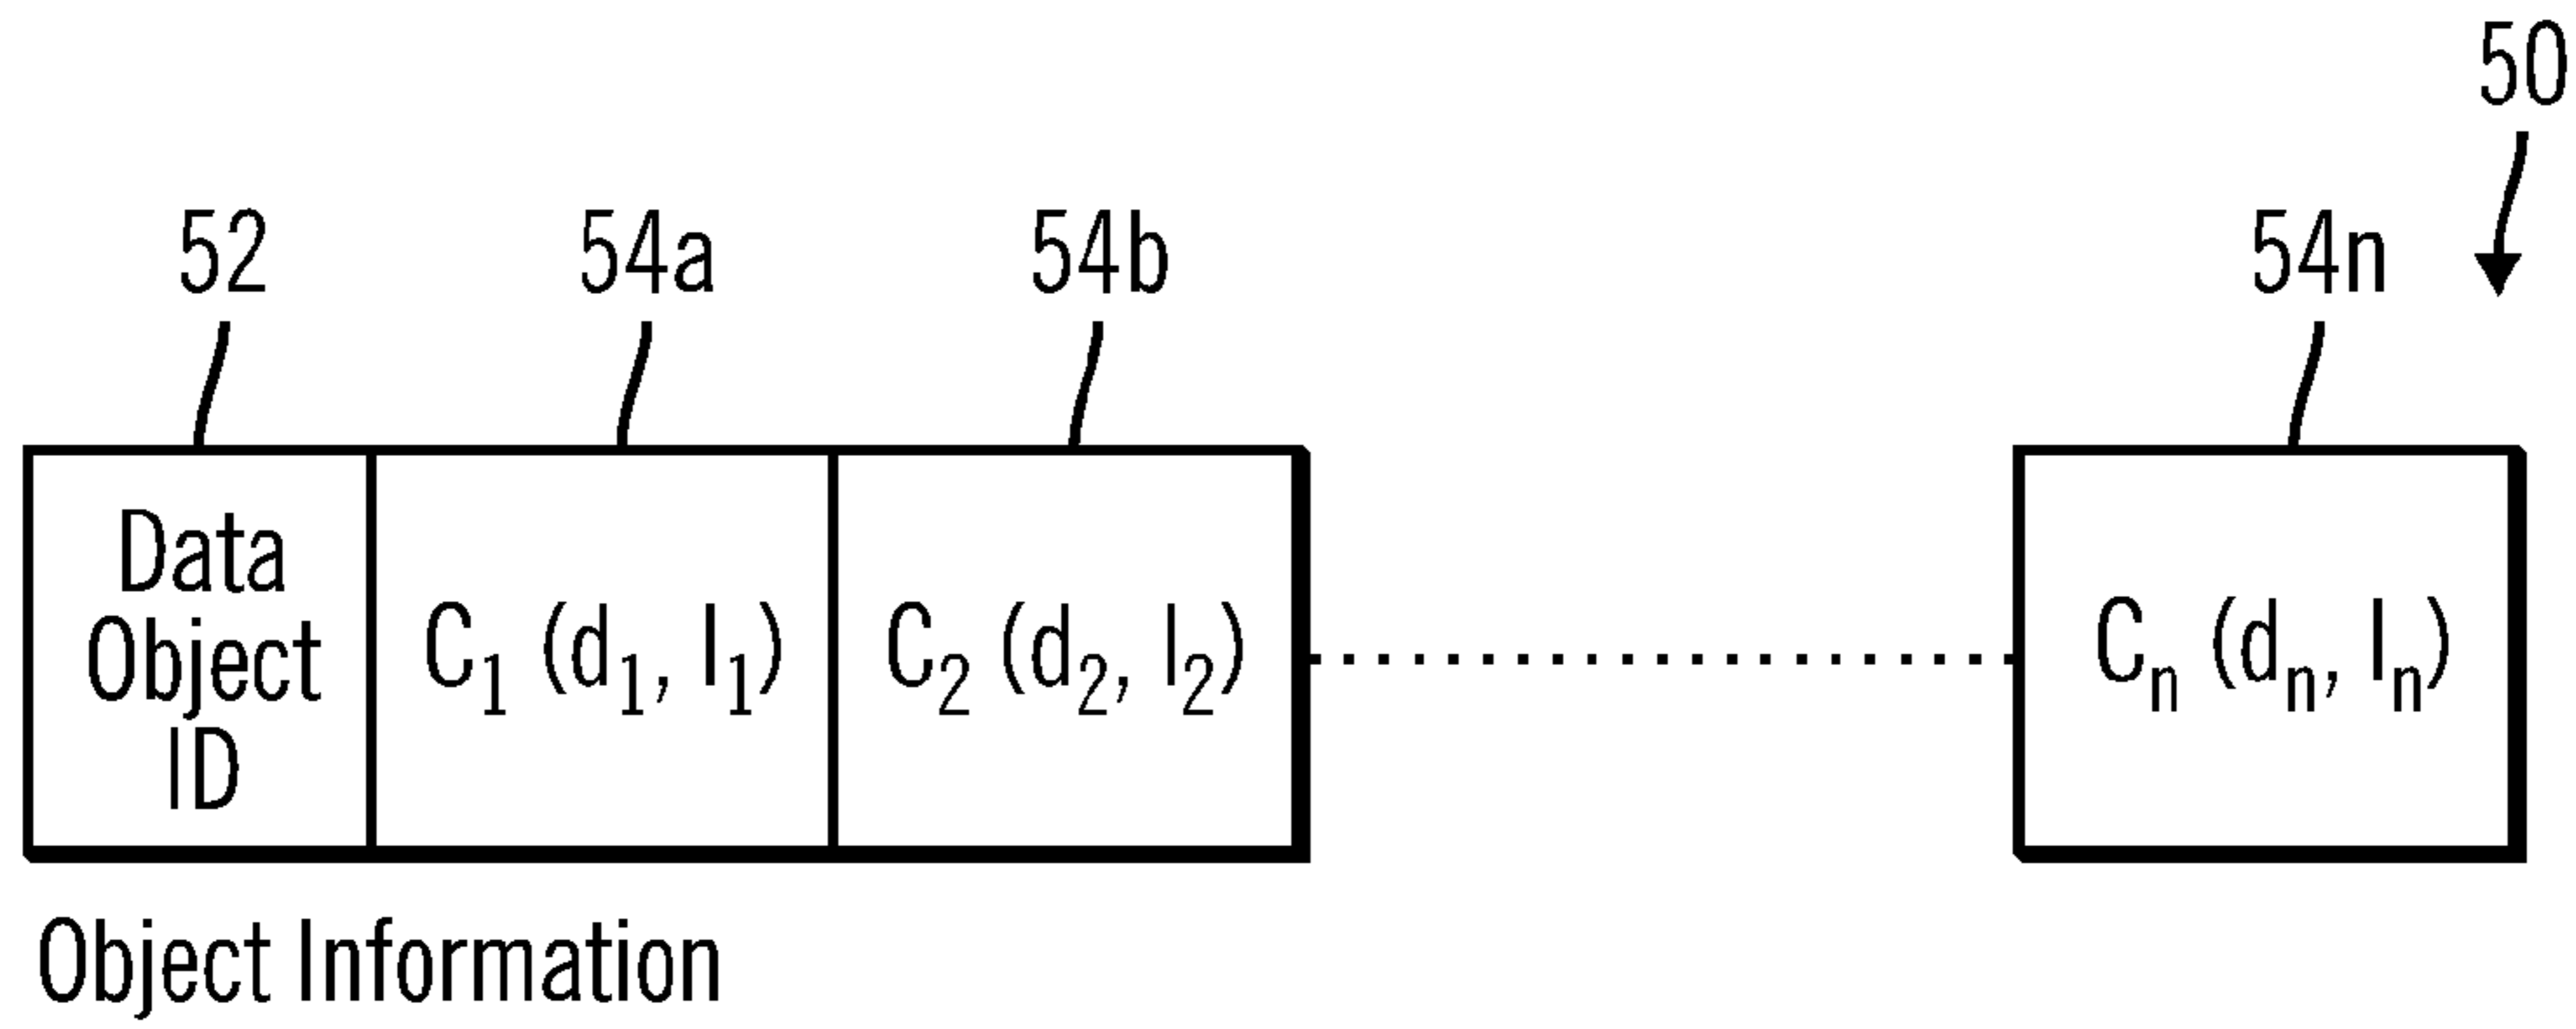 50
52 54a 54b 54n
Data
Object
ID
C₁ (d₁, l₁) C₂ (d₂, l₂) Cₙ (dₙ, lₙ)
Object Information